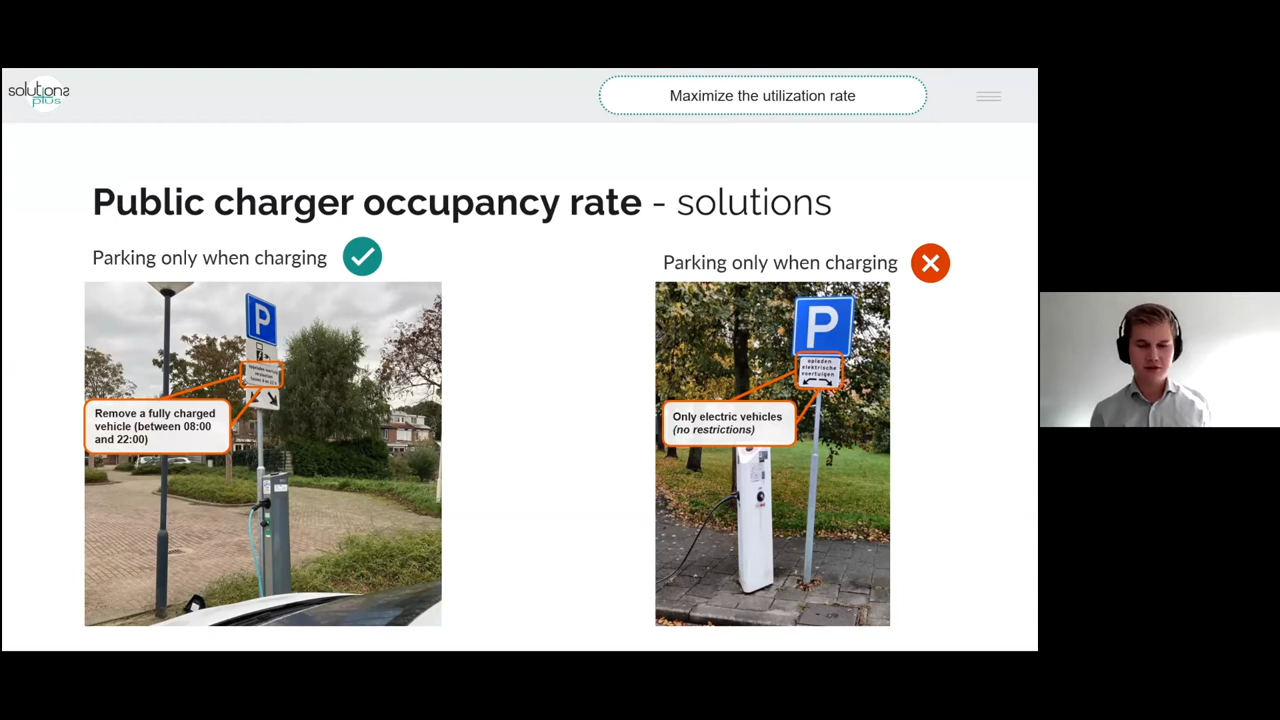 solutions
plus
Maximize the utilization rate
Public charger occupancy rate - solutions
Parking only when charging
Parking only when charging
P
P
opladen
elektrische
voertuigen
Remove a fully charged
vehicle (between 08:00
and 22:00)
Only electric vehicles
(no restrictions)